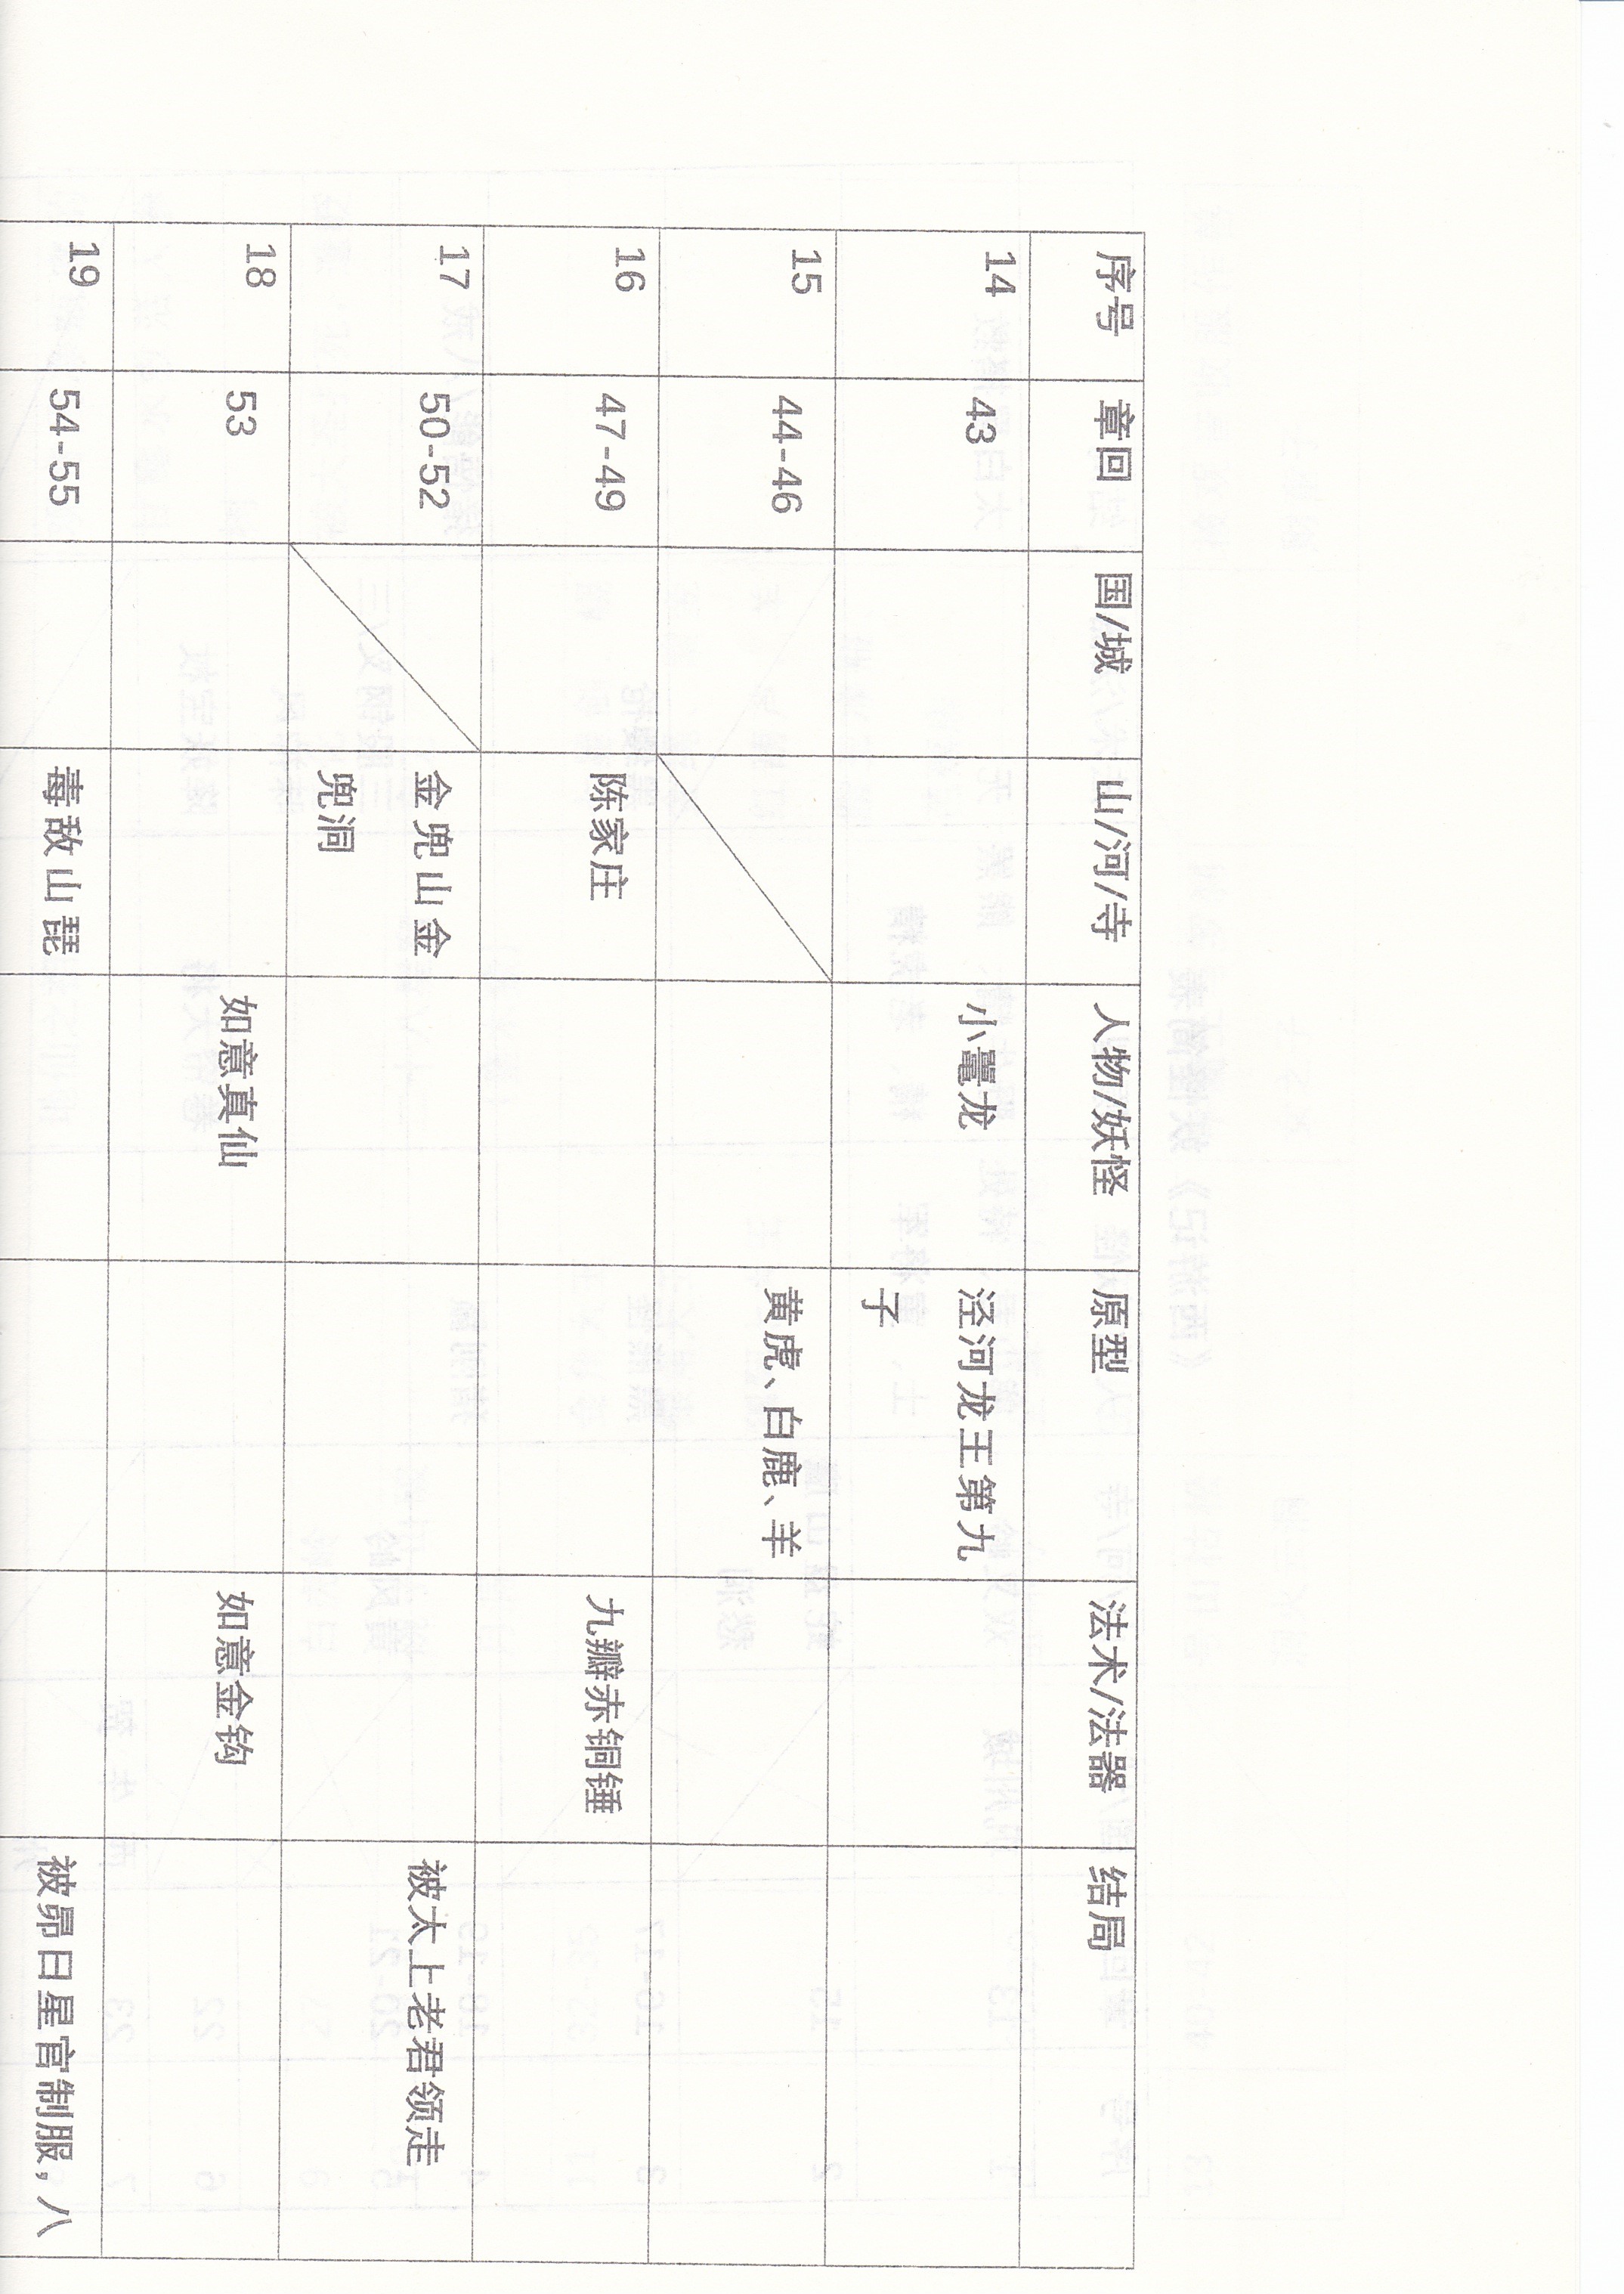 序号 章回 国/城 山/河/寺 人物/妖怪 原型 法术/法器 结局
14 43 小鼍龙 泾河龙王第九
子
15 44-46 黄虎、白鹿、羊
16 47-49 陈家庄 九瓣赤铜锤
17 50-52 金兜山金 被太上老君领走
兜洞
18 53 如意真仙 如意金钩
19 54-55 毒敌山琵 被昴日星官制服，八